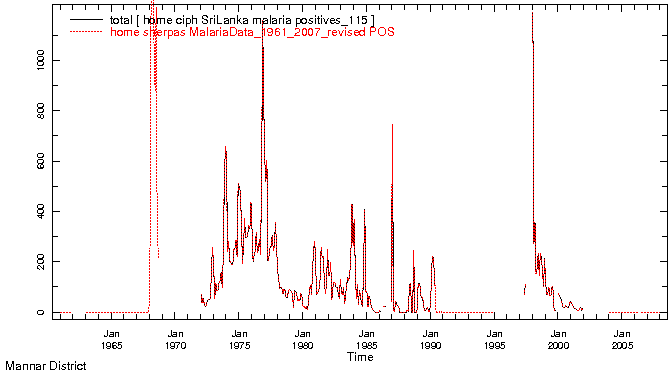 total [ home ciph SriLanka malaria positives_115 ]
home sherpas MalariaData_1961_2007_revised POS
1000
800
600
400
200
0
Jan Jan Jan Jan Jan Jan Jan Jan Jan
1965 1970 1975 1980 1985 1990 1995 2000 2005
Time
Mannar District